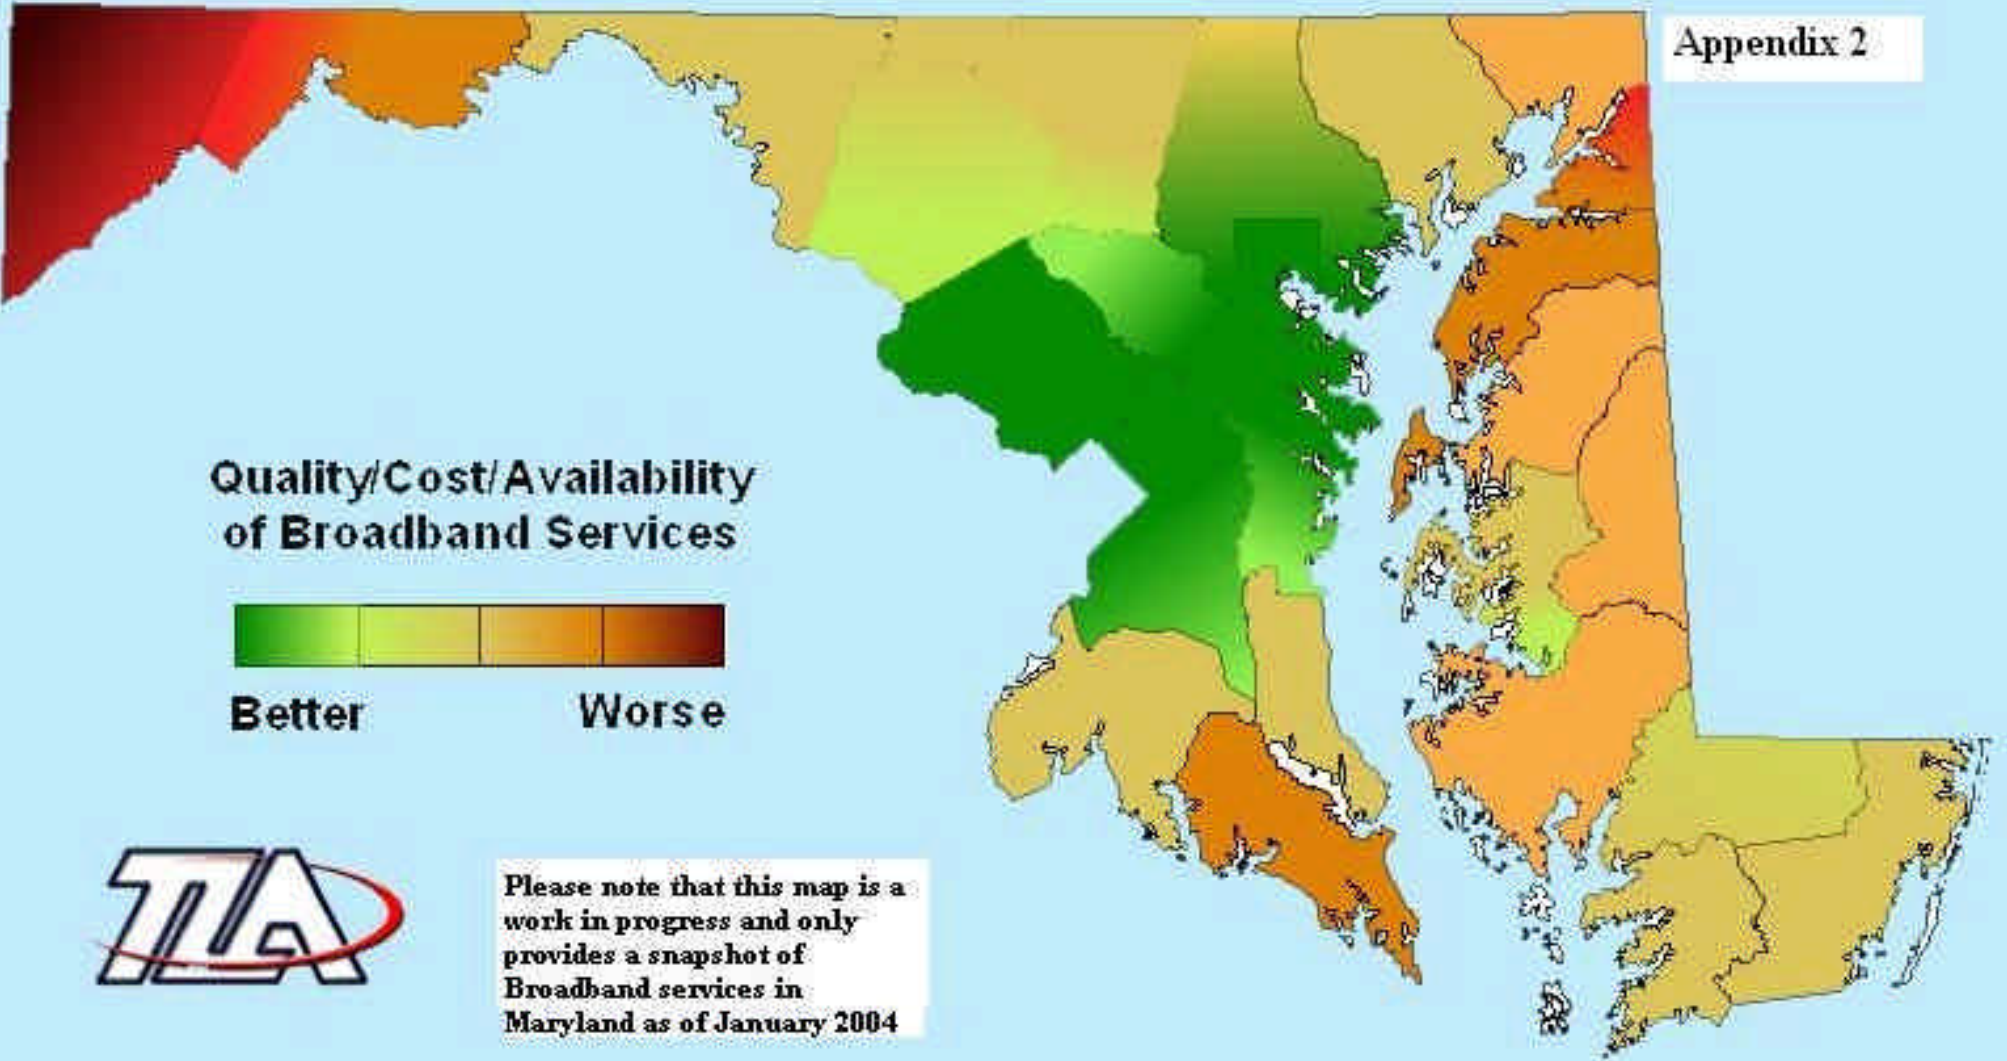 Appendix 2
Quality/Cost/Availability
of Broadband Services
Better
Worse
TLA
Please note that this map is a
work in progress and only
provides a snapshot of
Broadband services in
Maryland as of January 2004